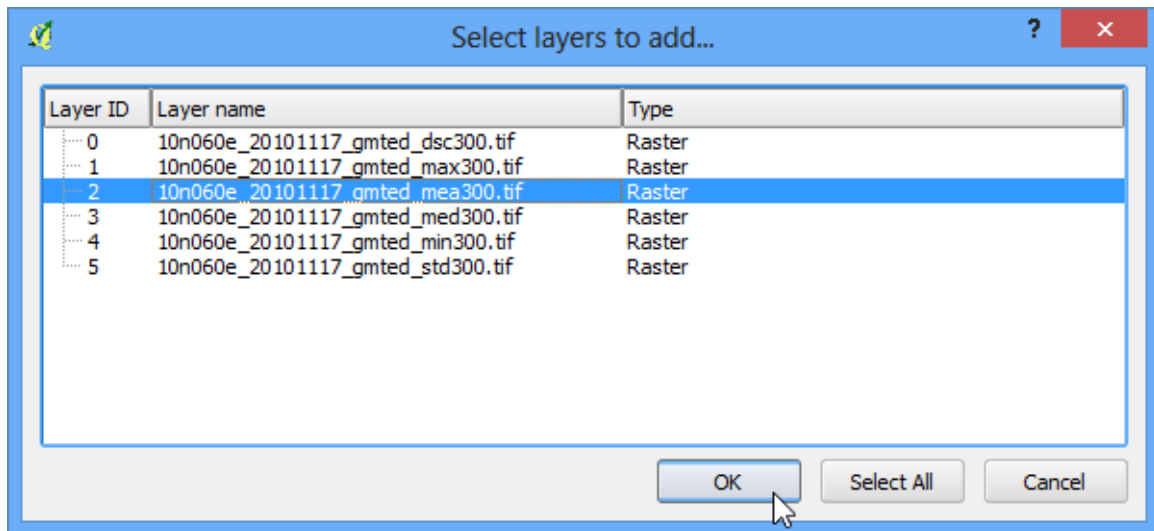 Select layers to add...
?
Layer ID Layer name Type
0 10n060e_20101117_gmted_dsc300.tif Raster
1 10n060e_20101117_gmted_max300.tif Raster
2 10n060e_20101117_gmted_mea300.tif Raster
3 10n060e_20101117_gmted_med300.tif Raster
4 10n060e_20101117_gmted_min300.tif Raster
5 10n060e_20101117_gmted_std300.tif Raster
OK Select All Cancel